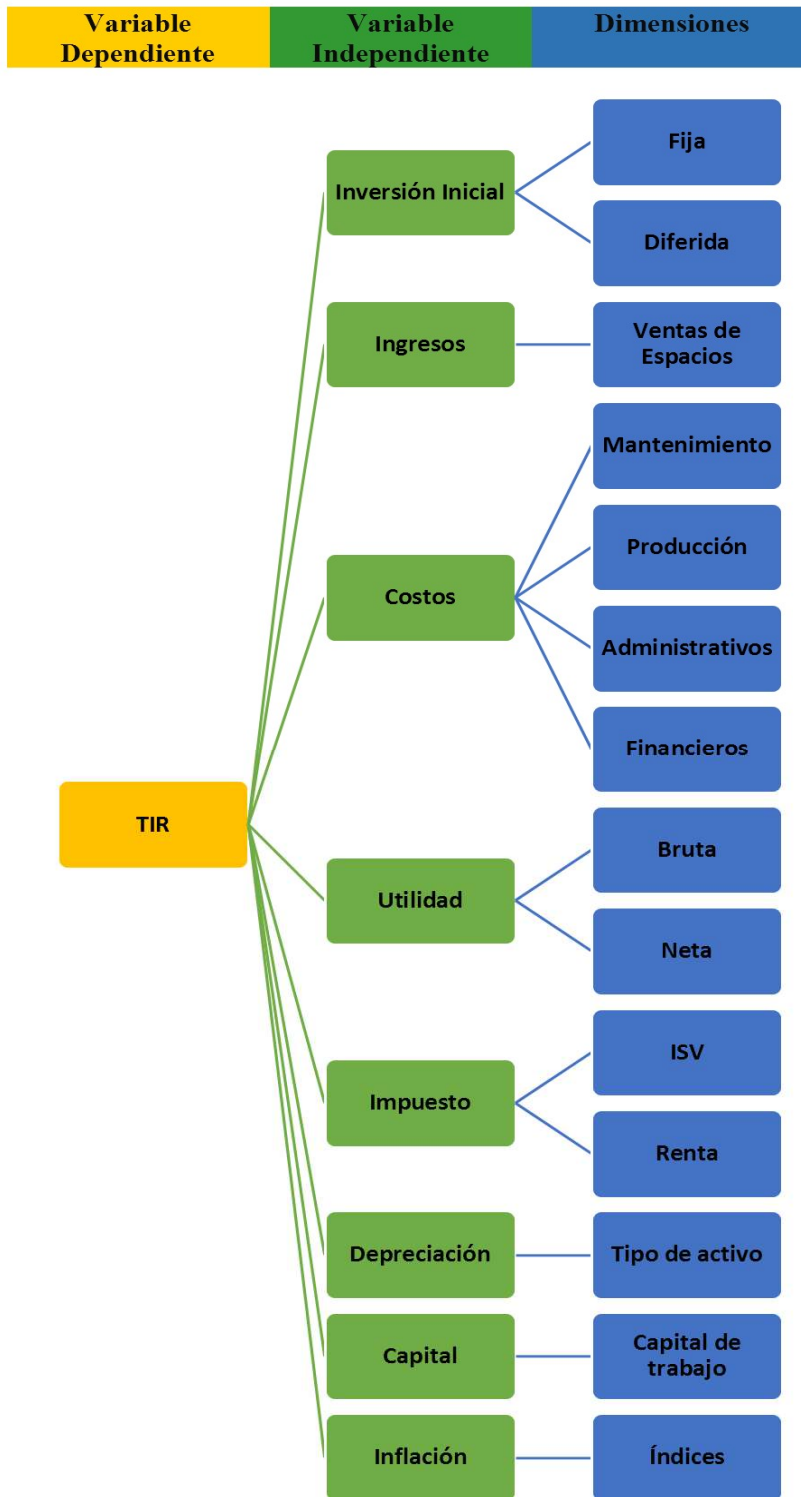 Variable
Dependiente
Variable
Independiente
Dimensiones
TIR
Inversión Inicial
Fija
Diferida
Ingresos
Ventas de
Espacios
Costos
Mantenimiento
Producción
Administrativos
Financieros
Utilidad
Bruta
Neta
Impuesto
ISV
Renta
Depreciación
Tipo de activo
Capital
Capital de
trabajo
Inflación
Índices